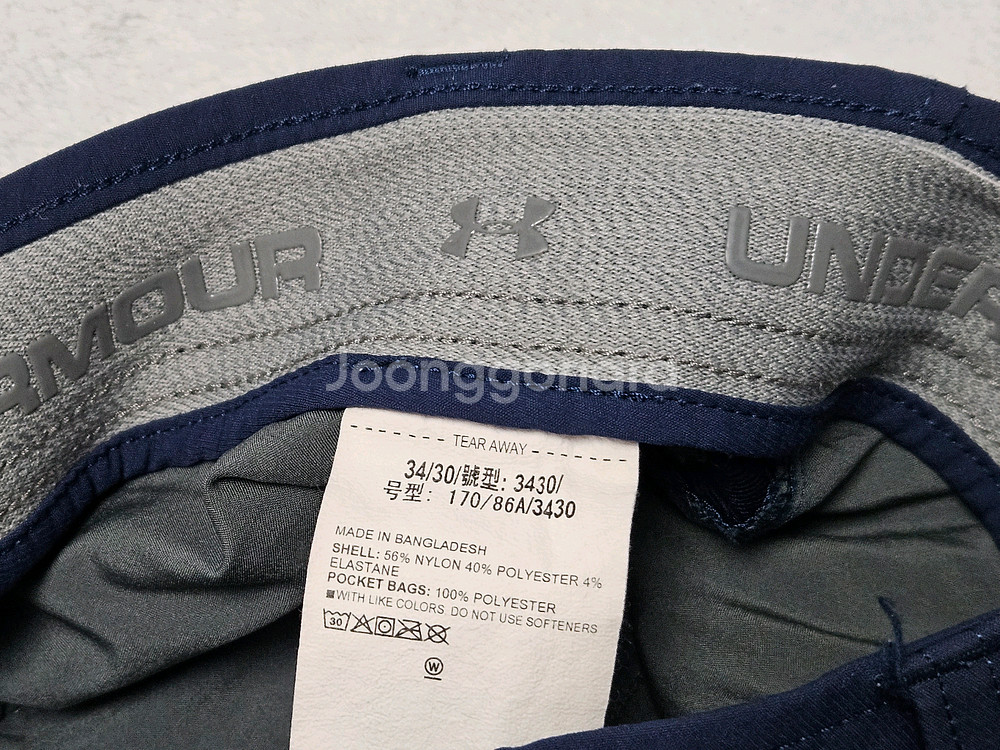 ARMOUR
UNDER
Joonggonara
TEAR AWAY
34/30/號型: 3430/
号型: 170/86A/3430
MADE IN BANGLADESH
SHELL: 56% NYLON 40% POLYESTER 4%
ELASTANE
POCKET BAGS: 100% POLYESTER
WITH LIKE COLORS DO NOT USE SOFTENERS
30
W